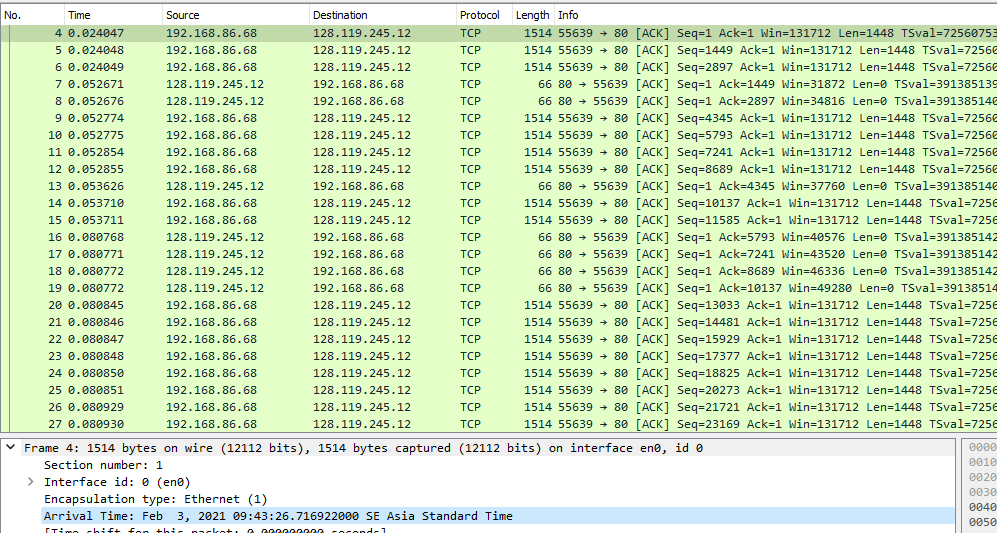 No. Time Source Destination Protocol Length Info
4 0.024047 192.168.86.68 128.119.245.12 TCP 1514 55639 → 80 [ACK] Seq=1 Ack=1 Win=131712 Len=1448 TSval=72560753
5 0.024048 192.168.86.68 128.119.245.12 TCP 1514 55639 → 80 [ACK] Seq=1449 Ack=1 Win=131712 Len=1448 TSval=72560
6 0.024049 192.168.86.68 128.119.245.12 TCP 1514 55639 → 80 [ACK] Seq=2897 Ack=1 Win=131712 Len=1448 TSval=72560
7 0.052671 128.119.245.12 192.168.86.68 TCP 66 80 → 55639 [ACK] Seq=1 Ack=1449 Win=31872 Len=0 TSval=391385139
8 0.052676 128.119.245.12 192.168.86.68 TCP 66 80 → 55639 [ACK] Seq=1 Ack=2897 Win=34816 Len=0 TSval=391385140
9 0.052774 192.168.86.68 128.119.245.12 TCP 1514 55639 → 80 [ACK] Seq=4345 Ack=1 Win=131712 Len=1448 TSval=72560
10 0.052775 192.168.86.68 128.119.245.12 TCP 1514 55639 → 80 [ACK] Seq=5793 Ack=1 Win=131712 Len=1448 TSval=72560
11 0.052854 192.168.86.68 128.119.245.12 TCP 1514 55639 → 80 [ACK] Seq=7241 Ack=1 Win=131712 Len=1448 TSval=72560
12 0.052855 192.168.86.68 128.119.245.12 TCP 1514 55639 → 80 [ACK] Seq=8689 Ack=1 Win=131712 Len=1448 TSval=72560
13 0.053626 128.119.245.12 192.168.86.68 TCP 66 80 → 55639 [ACK] Seq=1 Ack=4345 Win=37760 Len=0 TSval=391385140
14 0.053710 192.168.86.68 128.119.245.12 TCP 1514 55639 → 80 [ACK] Seq=10137 Ack=1 Win=131712 Len=1448 TSval=7256
15 0.053711 192.168.86.68 128.119.245.12 TCP 1514 55639 → 80 [ACK] Seq=11585 Ack=1 Win=131712 Len=1448 TSval=7256
16 0.080768 128.119.245.12 192.168.86.68 TCP 66 80 → 55639 [ACK] Seq=1 Ack=5793 Win=40576 Len=0 TSval=391385142
17 0.080771 128.119.245.12 192.168.86.68 TCP 66 80 → 55639 [ACK] Seq=1 Ack=7241 Win=43520 Len=0 TSval=391385142
18 0.080772 128.119.245.12 192.168.86.68 TCP 66 80 → 55639 [ACK] Seq=1 Ack=8689 Win=46336 Len=0 TSval=391385142
19 0.080772 128.119.245.12 192.168.86.68 TCP 66 80 → 55639 [ACK] Seq=1 Ack=10137 Win=49280 Len=0 TSval=39138514
20 0.080845 192.168.86.68 128.119.245.12 TCP 1514 55639 → 80 [ACK] Seq=13033 Ack=1 Win=131712 Len=1448 TSval=7256
21 0.080846 192.168.86.68 128.119.245.12 TCP 1514 55639 → 80 [ACK] Seq=14481 Ack=1 Win=131712 Len=1448 TSval=7256
22 0.080847 192.168.86.68 128.119.245.12 TCP 1514 55639 → 80 [ACK] Seq=15929 Ack=1 Win=131712 Len=1448 TSval=7256
23 0.080848 192.168.86.68 128.119.245.12 TCP 1514 55639 → 80 [ACK] Seq=17377 Ack=1 Win=131712 Len=1448 TSval=7256
24 0.080850 192.168.86.68 128.119.245.12 TCP 1514 55639 → 80 [ACK] Seq=18825 Ack=1 Win=131712 Len=1448 TSval=7256
25 0.080851 192.168.86.68 128.119.245.12 TCP 1514 55639 → 80 [ACK] Seq=20273 Ack=1 Win=131712 Len=1448 TSval=7256
26 0.080929 192.168.86.68 128.119.245.12 TCP 1514 55639 → 80 [ACK] Seq=21721 Ack=1 Win=131712 Len=1448 TSval=7256
27 0.080930 192.168.86.68 128.119.245.12 TCP 1514 55639 → 80 [ACK] Seq=23169 Ack=1 Win=131712 Len=1448 TSval=7256
Frame 4: 1514 bytes on wire (12112 bits), 1514 bytes captured (12112 bits) on interface en0, id 0
Section number: 1
Interface id: 0 (en0)
Encapsulation type: Ethernet (1)
Arrival Time: Feb 3, 2021 09:43:26.716922000 SE Asia Standard Time
[Time shift for this packet: 0.000000000 seconds]
0000
0010
0020
0030
0040
0050